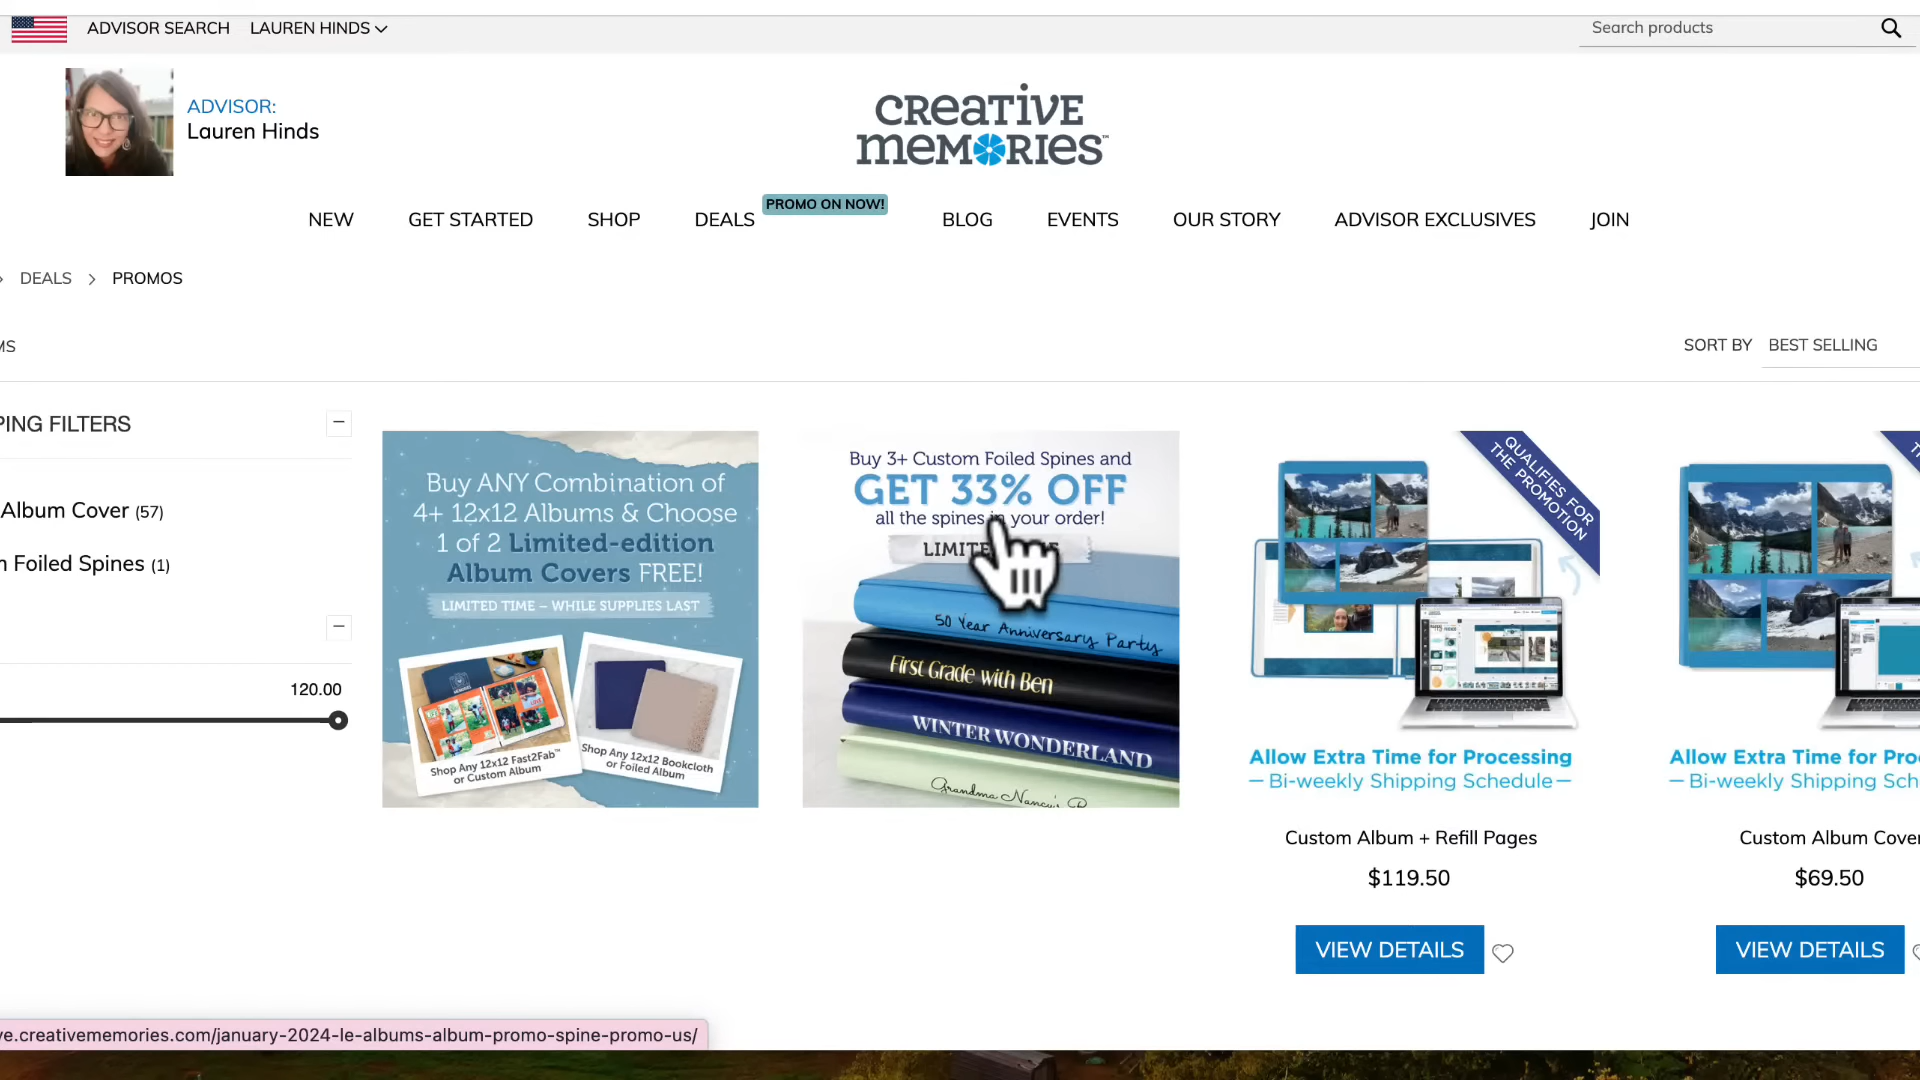 ADVISOR SEARCH
LAUREN HINDS
Search products
ADVISOR:
Lauren Hinds
CREATIVE
MEMORIES™
PROMO ON NOW!
NEW
GET STARTED
SHOP
DEALS
BLOG
EVENTS
OUR STORY
ADVISOR EXCLUSIVES
JOIN
DEALS > PROMOS
MS
SORT BY BEST SELLING
PING FILTERS
Album Cover (57)
Foiled Spines (1)
120.00
Buy ANY Combination of
4+ 12x12 Albums & Choose
1 of 2 Limited-edition
Album Covers FREE!
LIMITED TIME – WHILE SUPPLIES LAST
Shop Any 12x12 Fast2Fab™
or Custom Album
Shop Any 12x12 Bookcloth
or Foiled Album
Buy 3+ Custom Foiled Spines and
GET 33% OFF
all the spines in your order!
50 Year Anniversary Party
First Grade with Ben
WINTER WONDERLAND
Grandma Nancy's
QUALIFIES FOR
THE PROMOTION
Allow Extra Time for Processing
— Bi-weekly Shipping Schedule —
Custom Album + Refill Pages
$119.50
VIEW DETAILS
Allow Extra Time for Pro
— Bi-weekly Shipping Sch
Custom Album Cover
$69.50
VIEW DETAILS
ve.creativememories.com/january-2024-le-albums-album-promo-spine-promo-us/